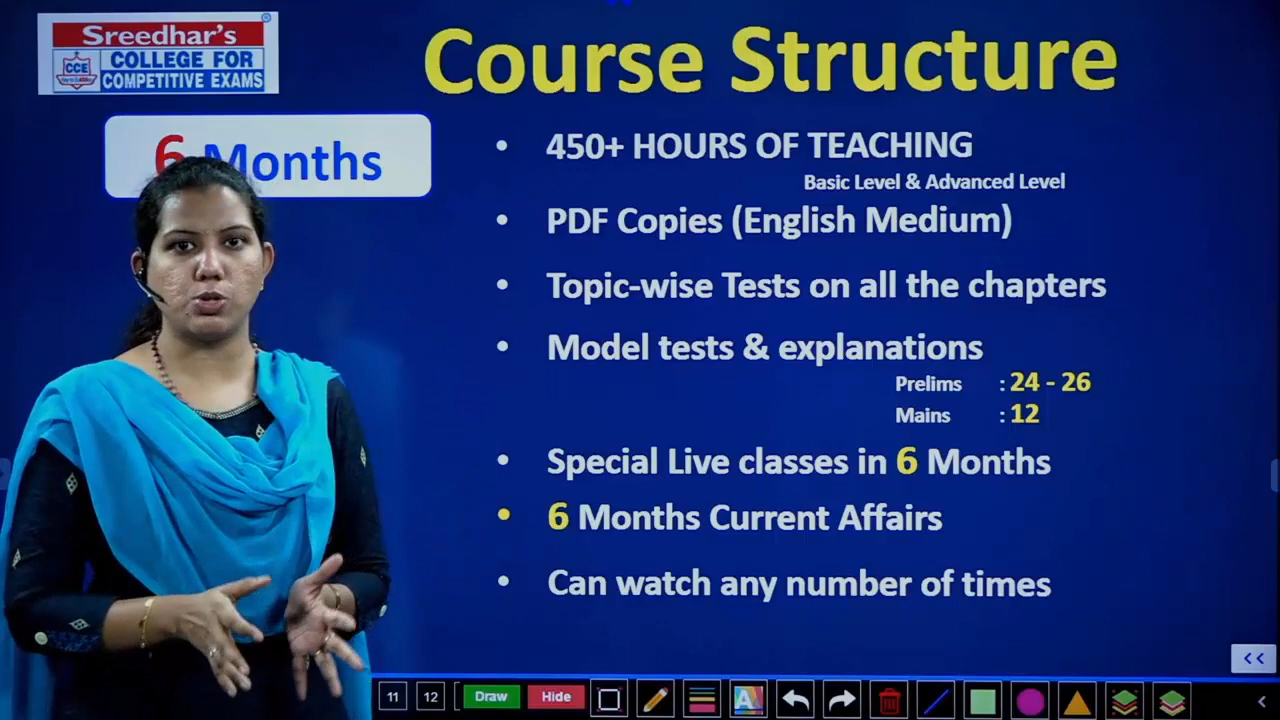 Sreedhar's
CCE
COLLEGE FOR
COMPETITIVE EXAMS
Course Structure
6 Months
• 450+ HOURS OF TEACHING
Basic Level & Advanced Level
• PDF Copies (English Medium)
• Topic-wise Tests on all the chapters
• Model tests & explanations
Prelims : 24 - 26
Mains : 12
• Special Live classes in 6 Months
• 6 Months Current Affairs
• Can watch any number of times
<<
11 12 Draw Hide A
<